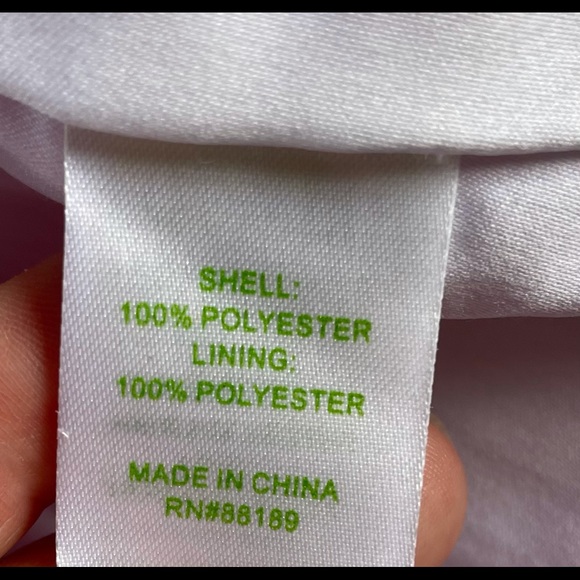 SHELL:
100% POLYESTER
LINING:
100% POLYESTER
MADE IN CHINA
RN#88189